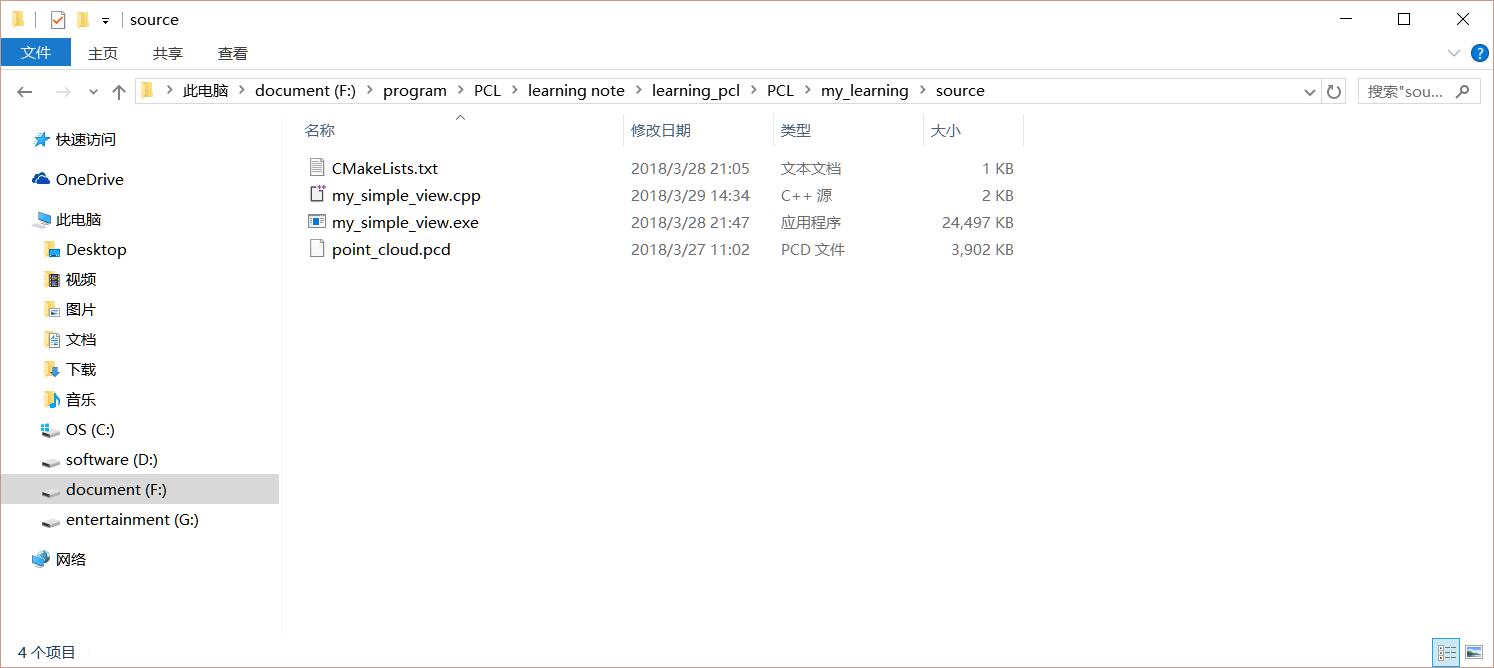 source
文件 主页 共享 查看
此电脑 document (F:) program PCL learning note learning_pcl PCL my_learning source 搜索"sou...
名称 修改日期 类型 大小
快速访问
OneDrive
此电脑
Desktop
视频
图片
文档
下载
音乐
OS (C:)
software (D:)
document (F:)
entertainment (G:)
网络
CMakeLists.txt 2018/3/28 21:05 文本文档 1 KB
my_simple_view.cpp 2018/3/29 14:34 C++ 源 2 KB
my_simple_view.exe 2018/3/28 21:47 应用程序 24,497 KB
point_cloud.pcd 2018/3/27 11:02 PCD 文件 3,902 KB
4 个项目